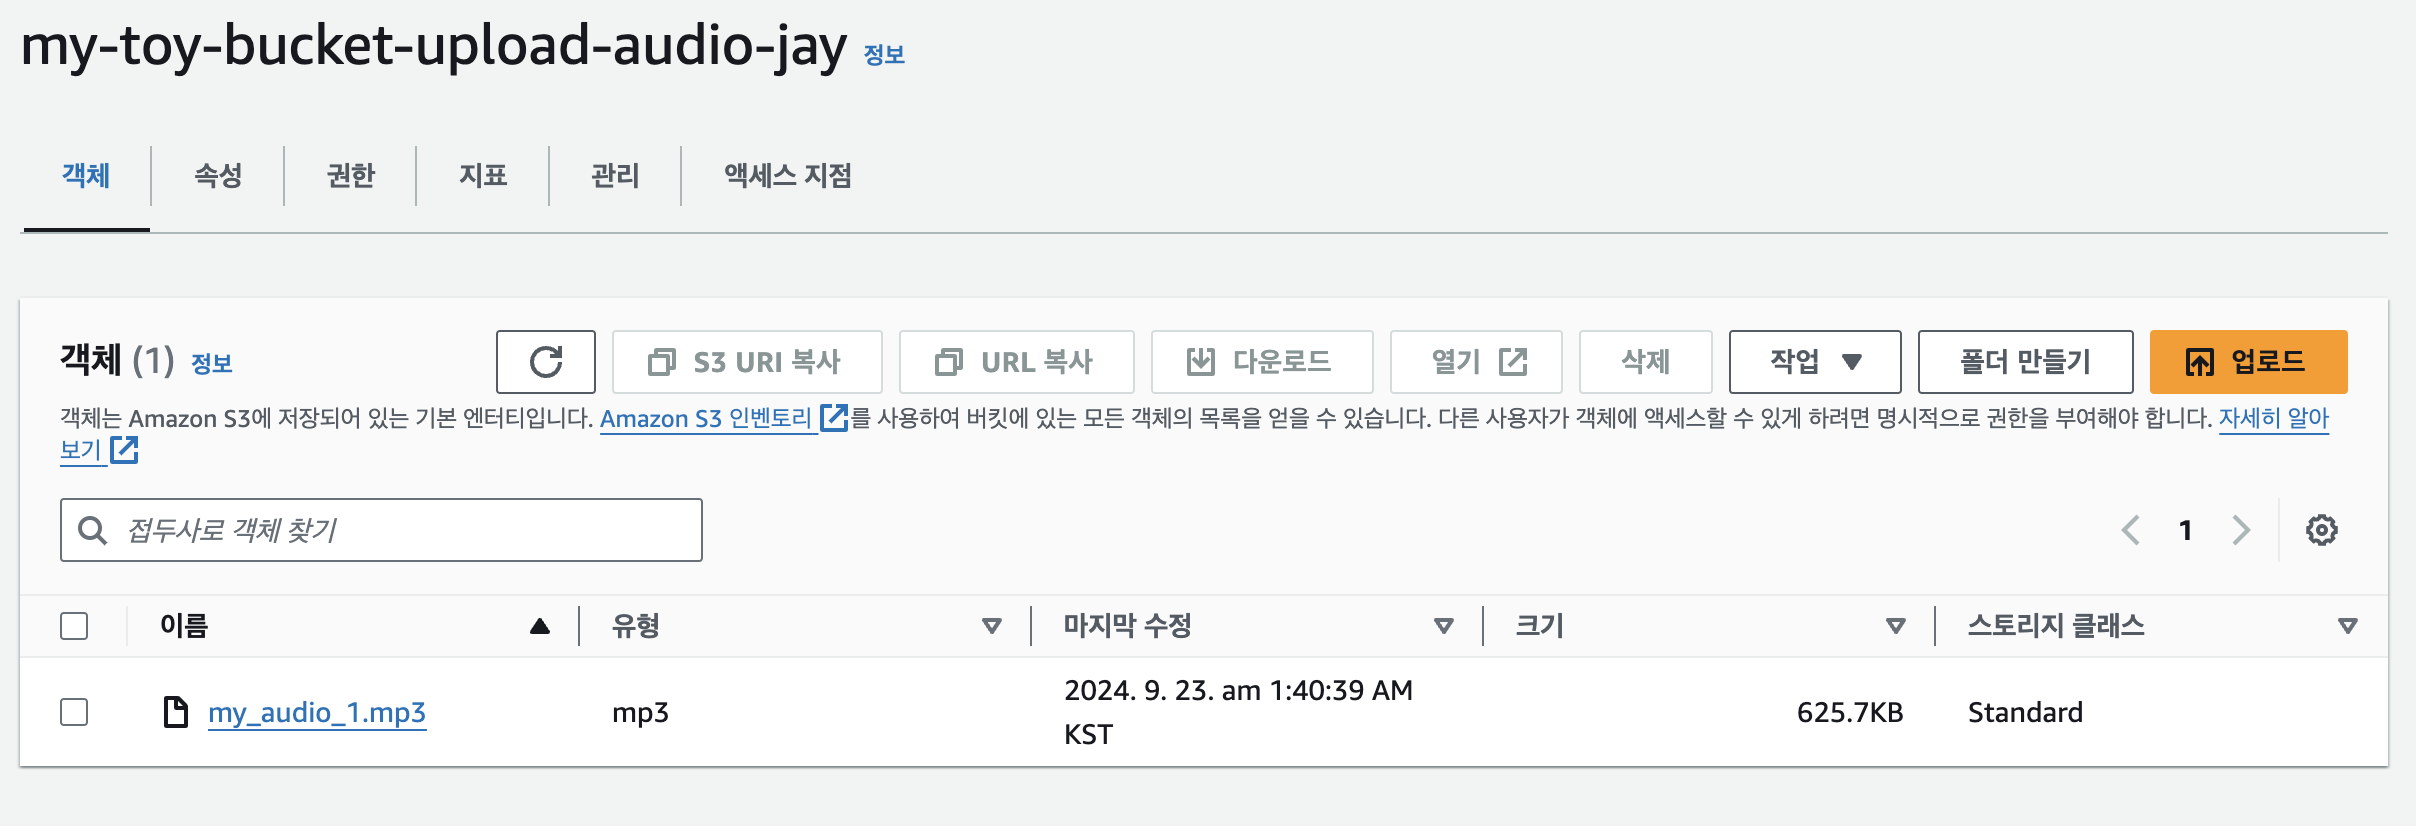 my-toy-bucket-upload-audio-jay 정보
객체 속성 권한 지표 관리 액세스 지점
객체 (1) 정보 S3 URI 복사 URL 복사 다운로드 열기 삭제 작업 폴더 만들기 업로드
객체는 Amazon S3에 저장되어 있는 기본 엔터티입니다. Amazon S3 인벤토리 를 사용하여 버킷에 있는 모든 객체의 목록을 얻을 수 있습니다. 다른 사용자가 객체에 액세스할 수 있게 하려면 명시적으로 권한을 부여해야 합니다. 자세히 알아
보기
접두사로 객체 찾기 1
이름 유형 마지막 수정 크기 스토리지 클래스
my_audio_1.mp3 mp3 2024. 9. 23. am 1:40:39 AM 625.7KB Standard
KST